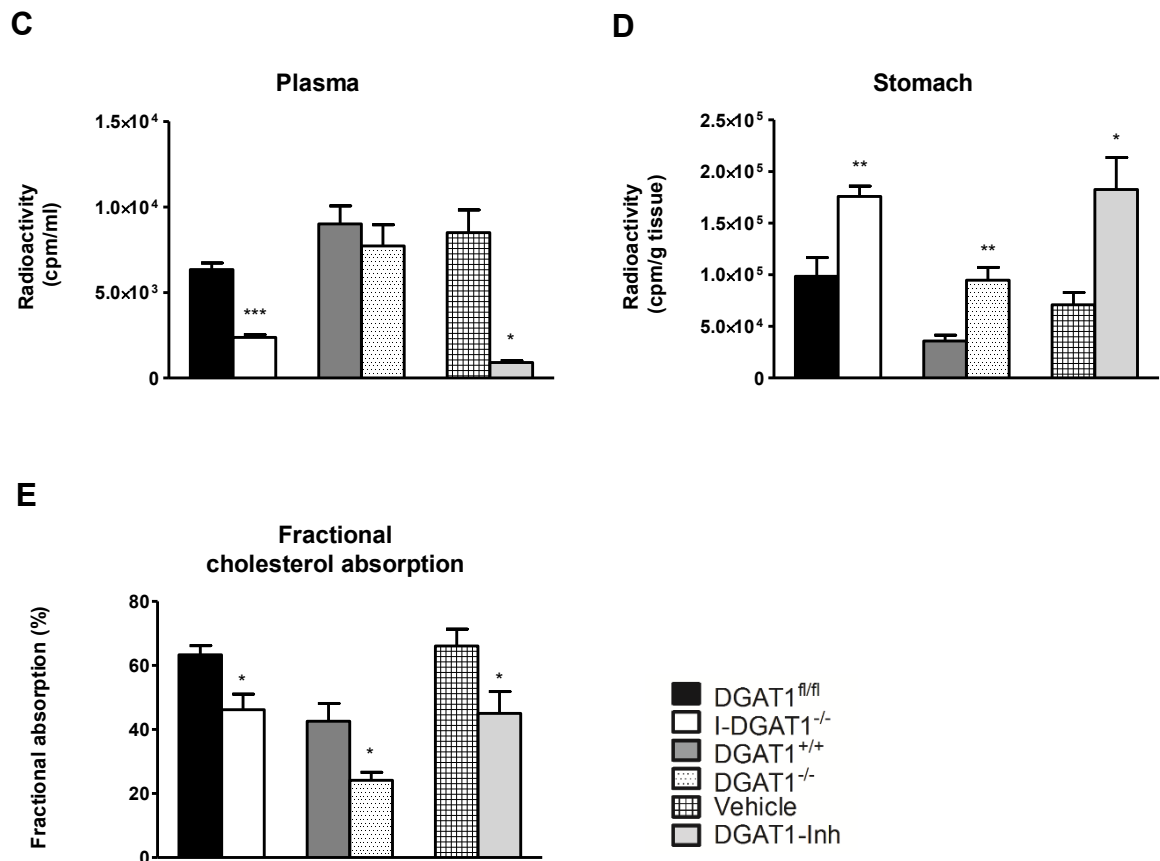 C
Plasma
1.5×10⁴
1.0×10⁴
5.0×10³
0
Radioactivity
(cpm/ml)
***
*
D
Stomach
2.5×10⁵
2.0×10⁵
1.5×10⁵
1.0×10⁵
5.0×10⁴
0
Radioactivity
(cpm/g tissue)
**
**
*
E
Fractional
cholesterol absorption
80
60
40
20
0
Fractional absorption (%)
*
*
*
DGAT1^fl/fl
I-DGAT1^-/-
DGAT1^+/+
DGAT1^-/-
Vehicle
DGAT1-Inh